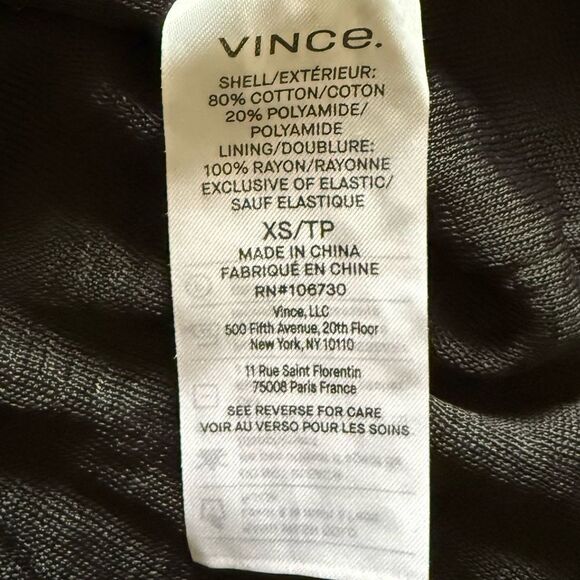 VINCE.
SHELL/EXTÉRIEUR:
80% COTTON/COTON
20% POLYAMIDE/
POLYAMIDE
LINING/DOUBLURE:
100% RAYON/RAYONNE
EXCLUSIVE OF ELASTIC/
SAUF ELASTIQUE
XS/TP
MADE IN CHINA
FABRIQUÉ EN CHINE
RN#106730
Vince, LLC
500 Fifth Avenue, 20th Floor
New York, NY 10110
11 Rue Saint Florentin
75008 Paris France
SEE REVERSE FOR CARE
VOIR AU VERSO POUR LES SOINS